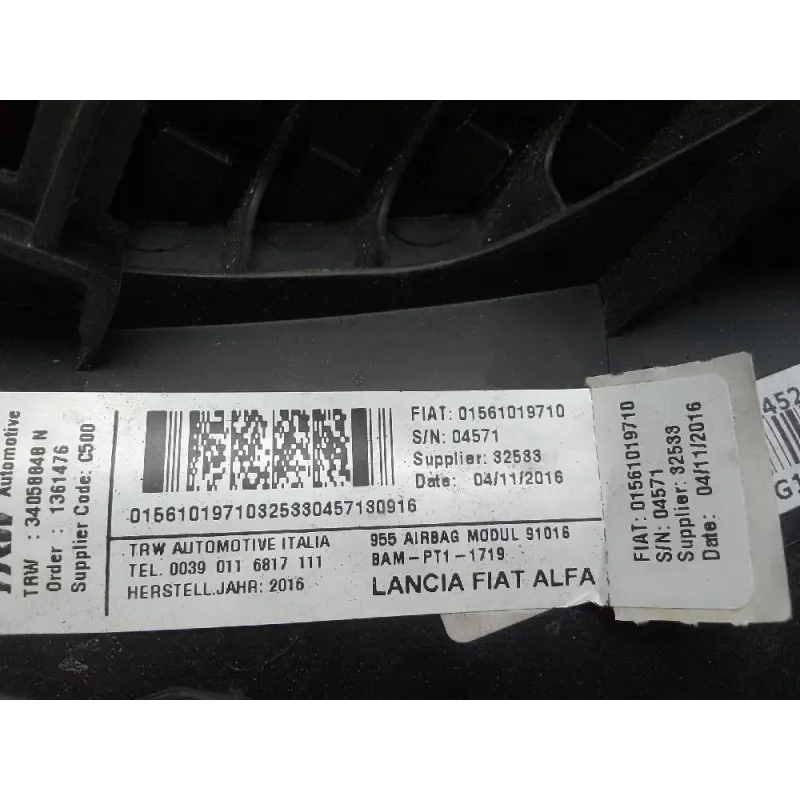 TRW Automotive
TRW : 34058848 N
Order : 1361476
Supplier Code: C500
FIAT: 01561019710
S/N: 04571
Supplier: 32533
Date: 04/11/2016
01561019710325330457130916
TRW AUTOMOTIVE ITALIA
TEL. 0039 011 6817 111
HERSTELL.JAHR: 2016
955 AIRBAG MODUL 91016
BAM-PT1-1719
LANCIA FIAT ALFA
FIAT: 01561019710
S/N: 04571
Supplier: 32533
Date: 04/11/2016